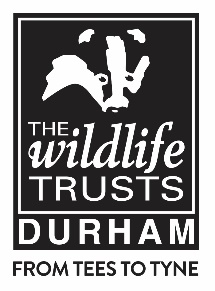 THE
wildlife
TRUSTS
DURHAM
FROM TEES TO TYNE